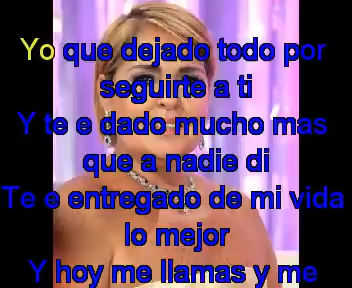 Yo que dejado todo por
seguirte a ti
Y te e dado mucho mas
que a nadie di
Te e entregado de mi vida
lo mejor
Y hoy me llamas y me